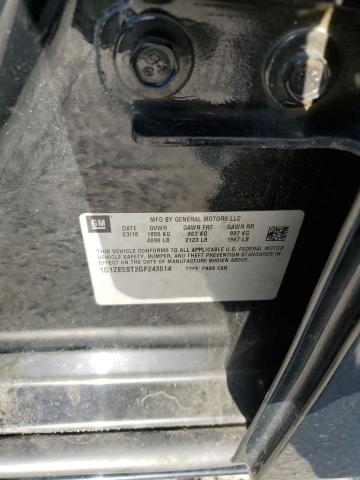 GM
MFD BY GENERAL MOTORS LLC
DATE GVWR GAWR FRT GAWR RR
03/16 1855 KG 963 KG 892 KG
4090 LB 2123 LB 1967 LB
THIS VEHICLE CONFORMS TO ALL APPLICABLE U.S. FEDERAL MOTOR
VEHICLE SAFETY, BUMPER, AND THEFT PREVENTION STANDARDS
IN EFFECT ON THE DATE OF MANUFACTURE SHOWN ABOVE.
1G1ZE5ST2GF243614 TYPE: PASS CAR